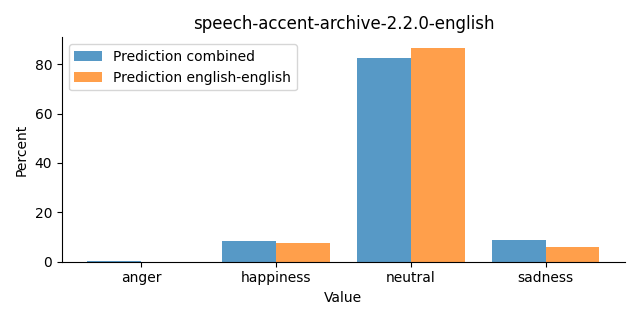 speech-accent-archive-2.2.0-english
Prediction combined
Prediction english-english
Percent
80
60
40
20
0
anger happiness neutral sadness
Value